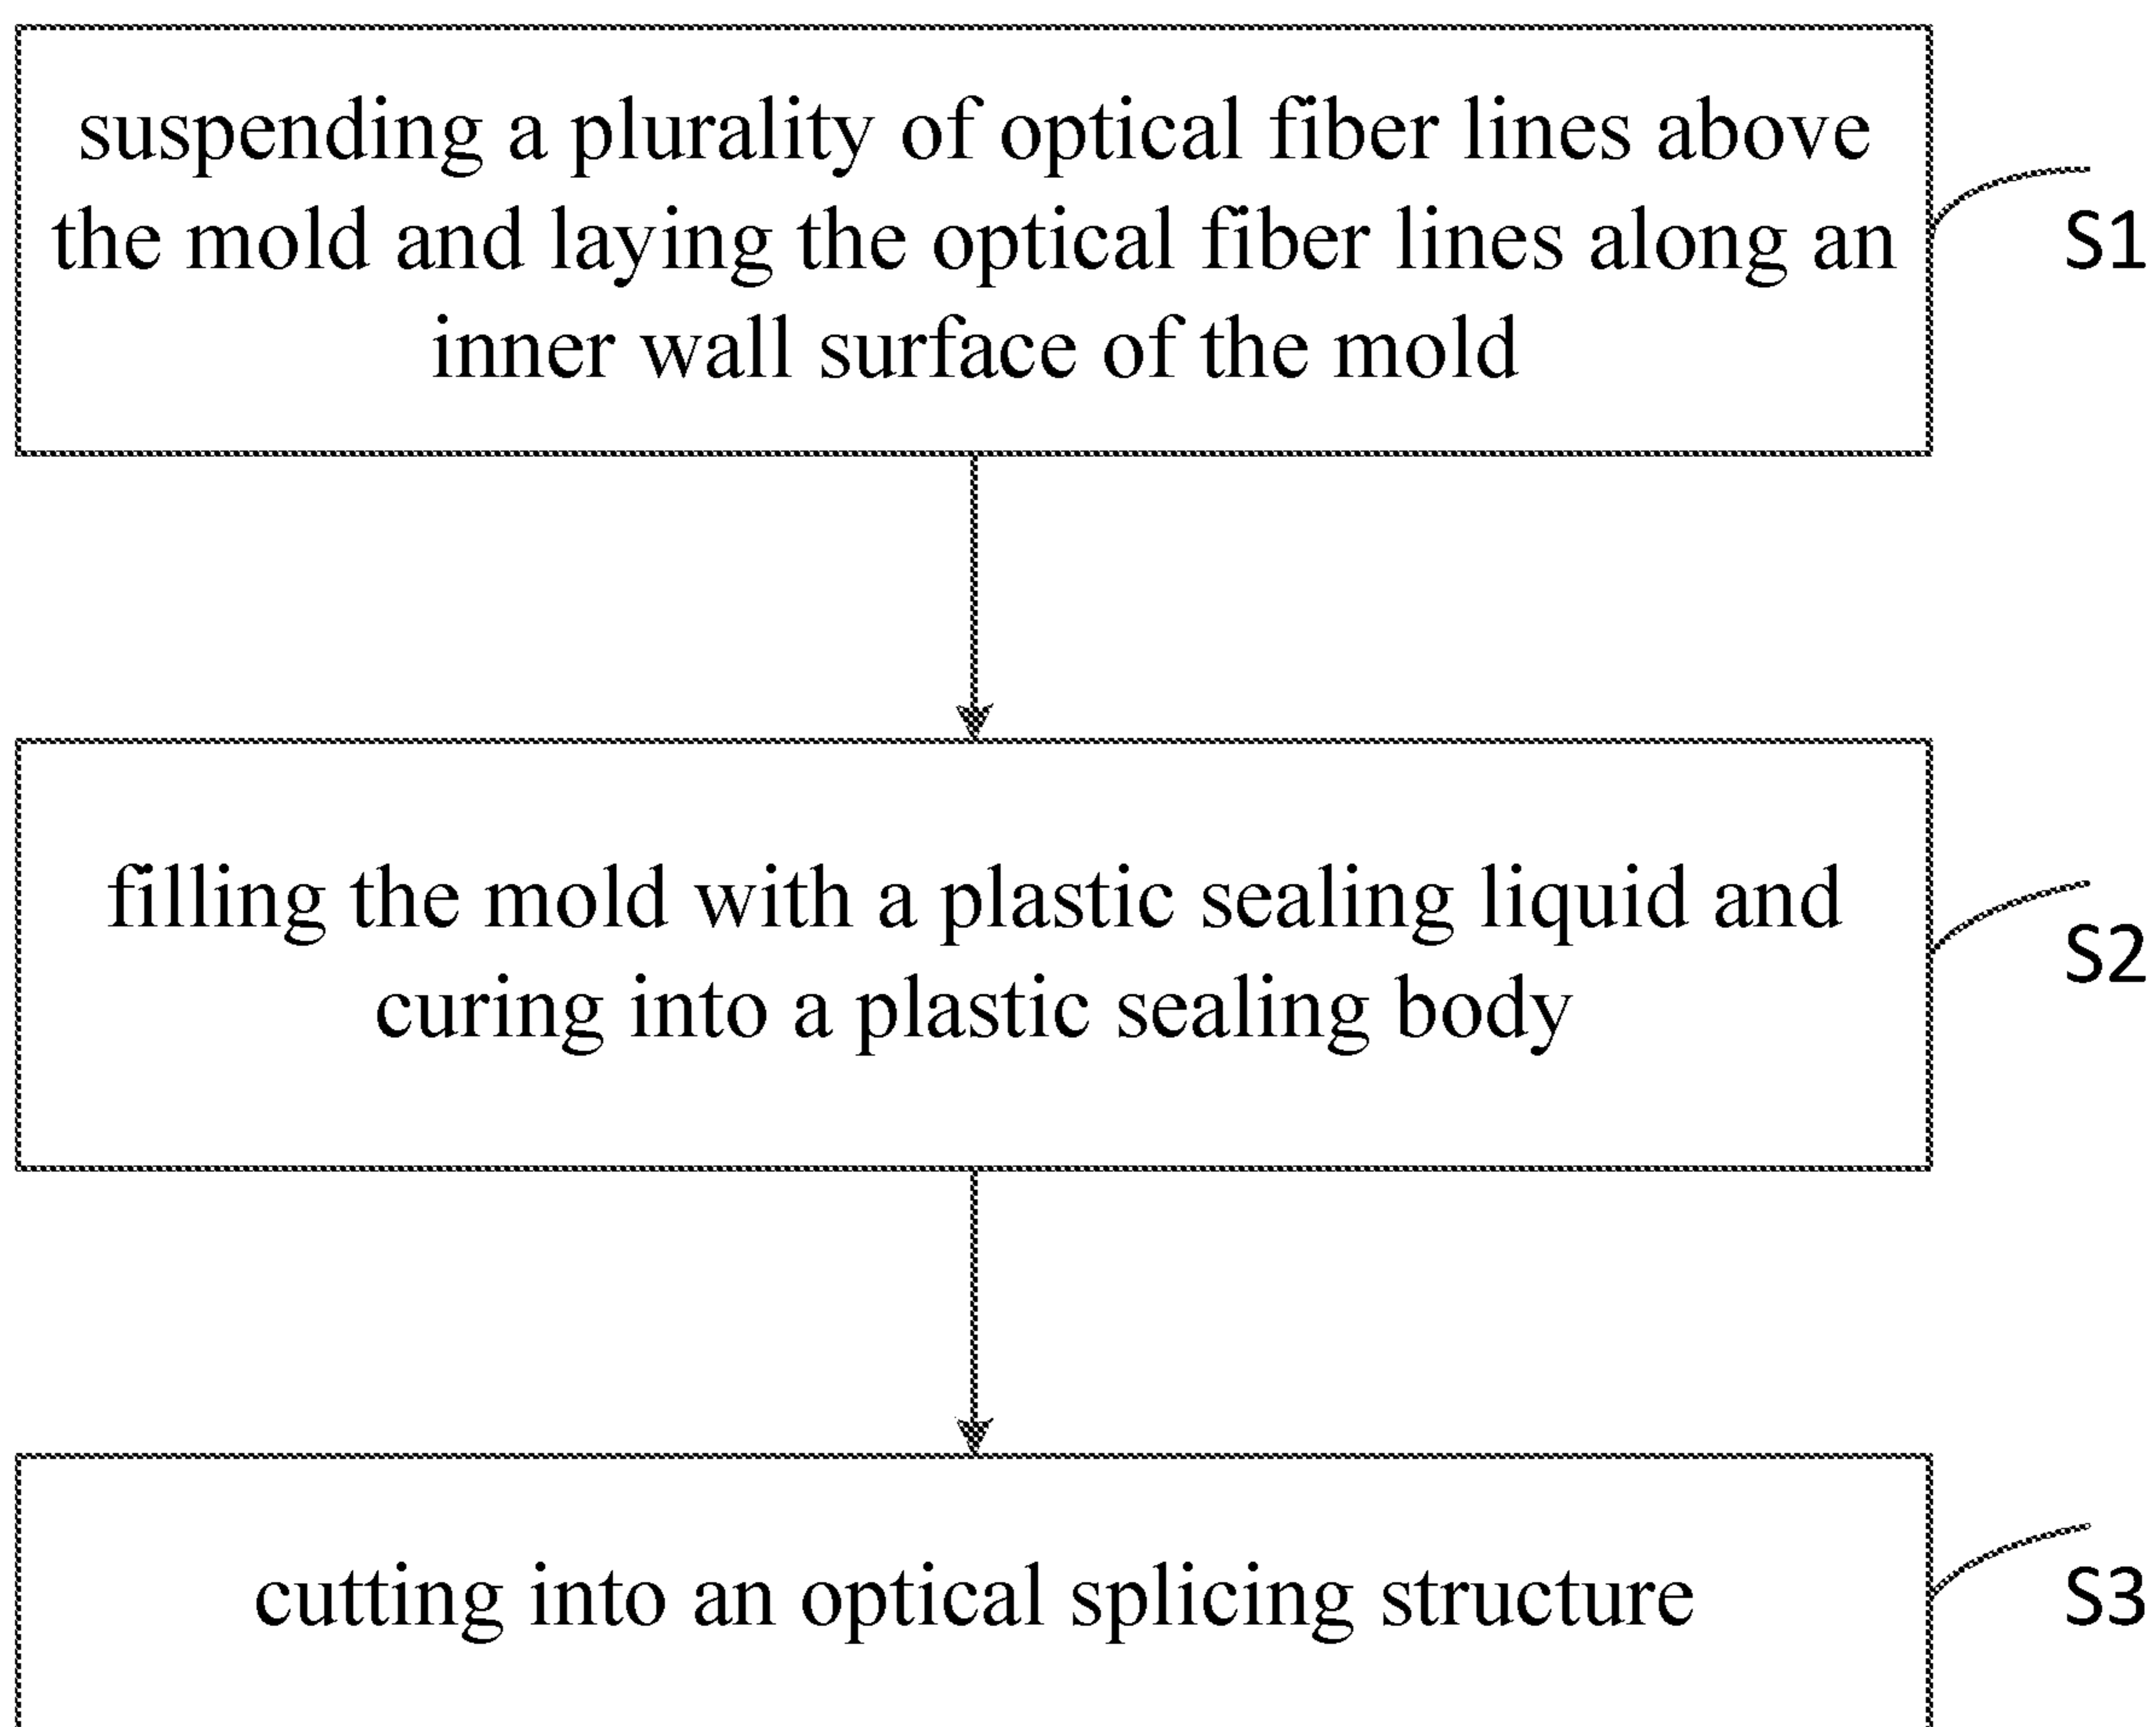 suspending a plurality of optical fiber lines above
the mold and laying the optical fiber lines along an
inner wall surface of the mold
S1
filling the mold with a plastic sealing liquid and
curing into a plastic sealing body
S2
cutting into an optical splicing structure
S3